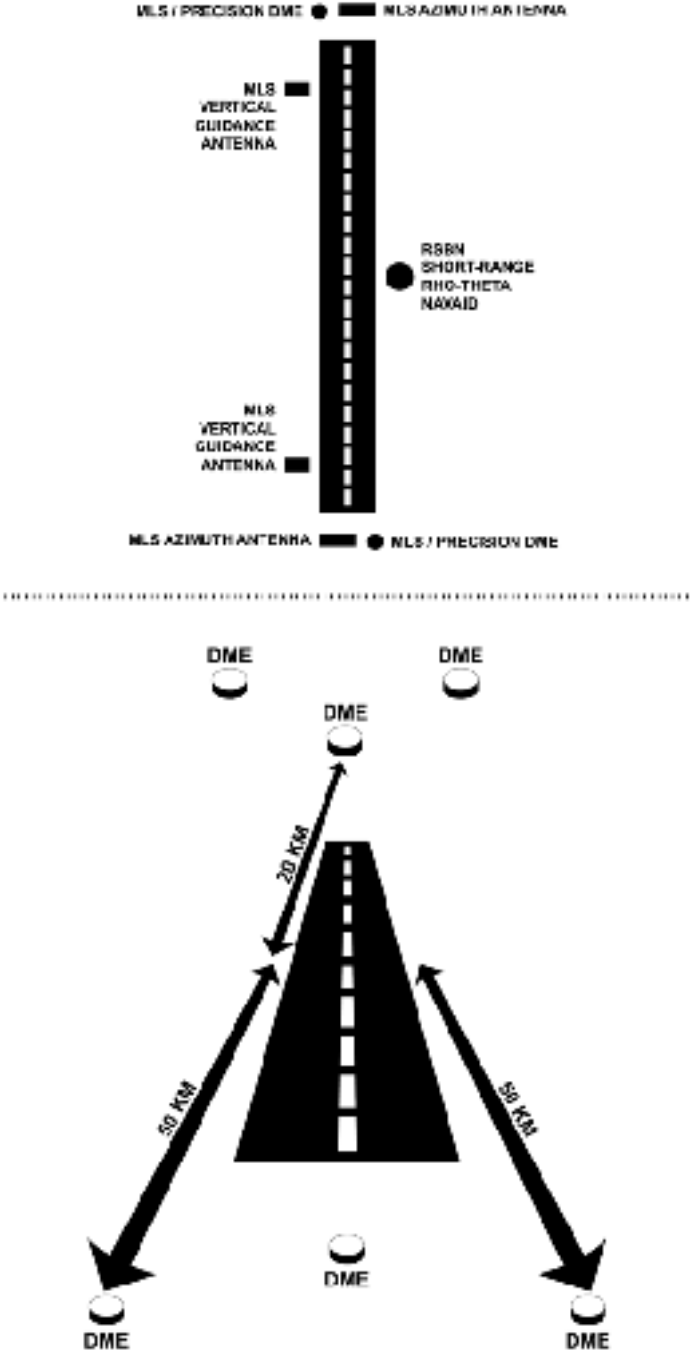 MLS / PRECISION DME
MLS AZIMUTH ANTENNA
MLS
VERTICAL
GUIDANCE
ANTENNA
RSBN
SHORT-RANGE
RHO-THETA
NAVAID
MLS
VERTICAL
GUIDANCE
ANTENNA
MLS AZIMUTH ANTENNA
MLS / PRECISION DME
DME
DME
DME
20 KM
50 KM
50 KM
DME
DME
DME